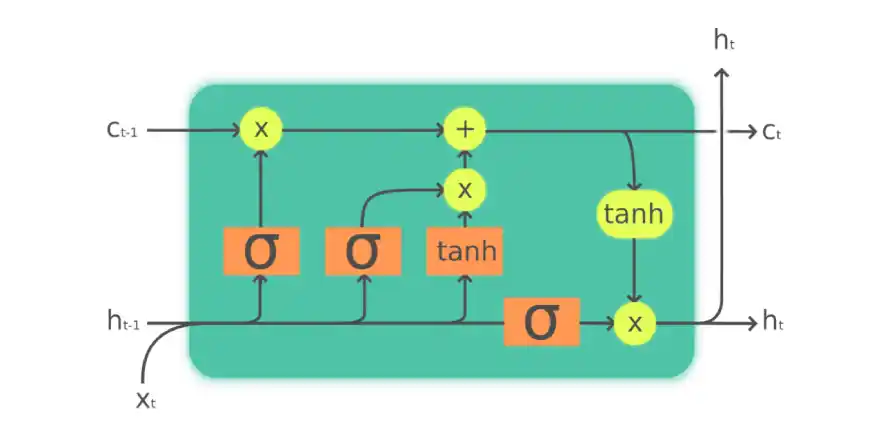 hₜ
x
+
cₜ₋₁
cₜ
x
tanh
σ
σ
tanh
hₜ₋₁
σ
x
hₜ
xₜ